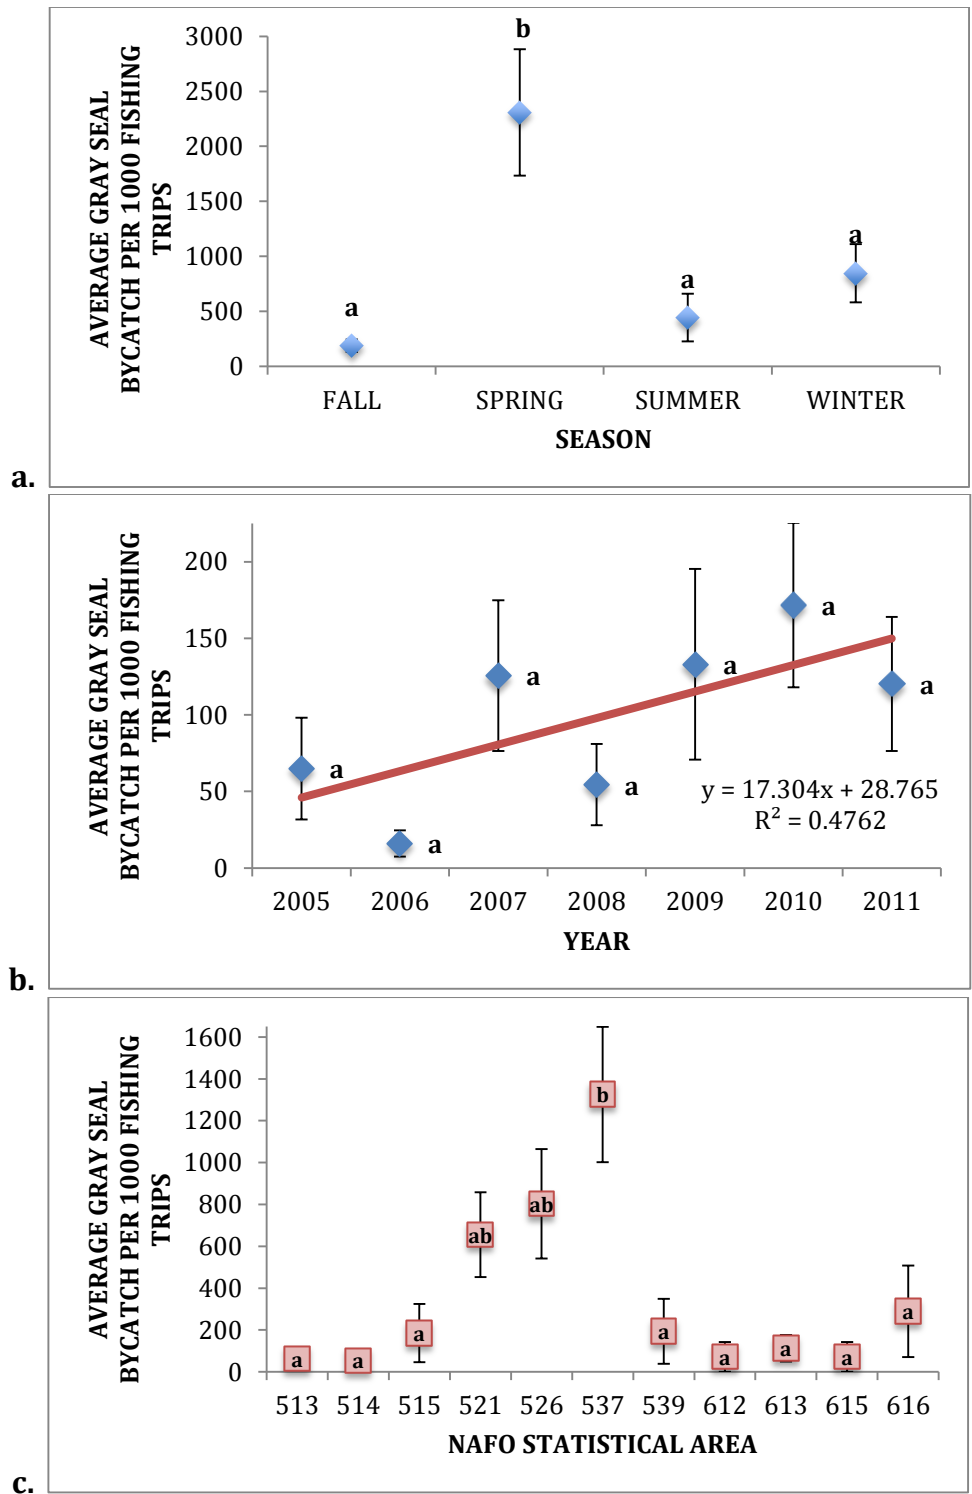 AVERAGE GRAY SEAL
BYCATCH PER 1000 FISHING
TRIPS
3000
2500
2000
1500
1000
500
0
a
b
a
a
FALL SPRING SUMMER WINTER
SEASON
a.
AVERAGE GRAY SEAL
BYCATCH PER 1000 FISHING
TRIPS
200
150
100
50
0
a
a
a
a
a
a
a
y = 17.304x + 28.765
R² = 0.4762
2005 2006 2007 2008 2009 2010 2011
YEAR
b.
AVERAGE GRAY SEAL
BYCATCH PER 1000 FISHING
TRIPS
1600
1400
1200
1000
800
600
400
200
0
a
a
a
ab
ab
b
a
a
a
a
a
513 514 515 521 526 537 539 612 613 615 616
NAFO STATISTICAL AREA
c.